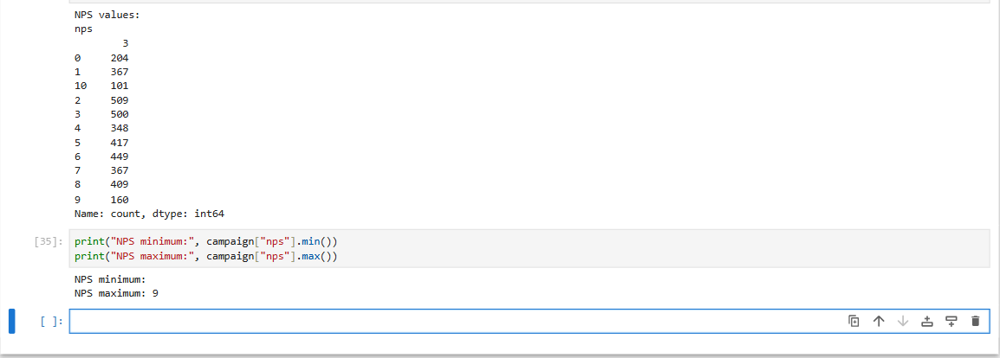 NPS values:
nps
      3
0     204
1     367
10    101
2     509
3     500
4     348
5     417
6     449
7     367
8     409
9     160
Name: count, dtype: int64
[35]: print("NPS minimum:", campaign["nps"].min())
print("NPS maximum:", campaign["nps"].max())
NPS minimum:
NPS maximum: 9
[ ]: